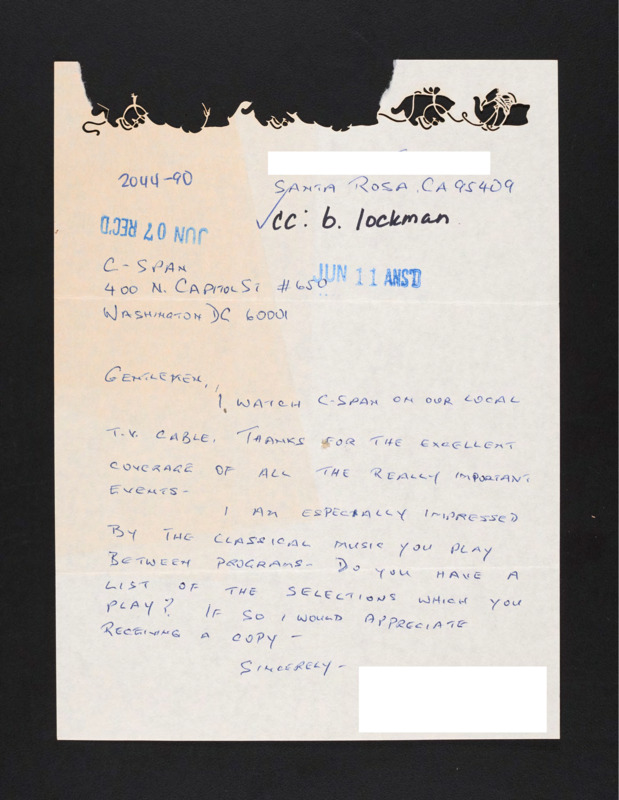 2044-90
SANTA ROSA, CA 95409
JUN 07 REC'D
cc: b. lockman
C-SPAN
JUN 11 ANS'D
400 N. CAPITOL ST #650
WASHINGTON DC 60001
GENTLEMEN,
I WATCH C-SPAN ON OUR LOCAL
T.V. CABLE. THANKS FOR THE EXCELLENT
COVERAGE OF ALL THE REALLY IMPORTANT
EVENTS-
I AM ESPECIALLY IMPRESSED
BY THE CLASSICAL MUSIC YOU PLAY
BETWEEN PROGRAMS- DO YOU HAVE A
LIST OF THE SELECTIONS WHICH YOU
PLAY? IF SO I WOULD APPRECIATE
RECEIVING A COPY-
SINCERELY-